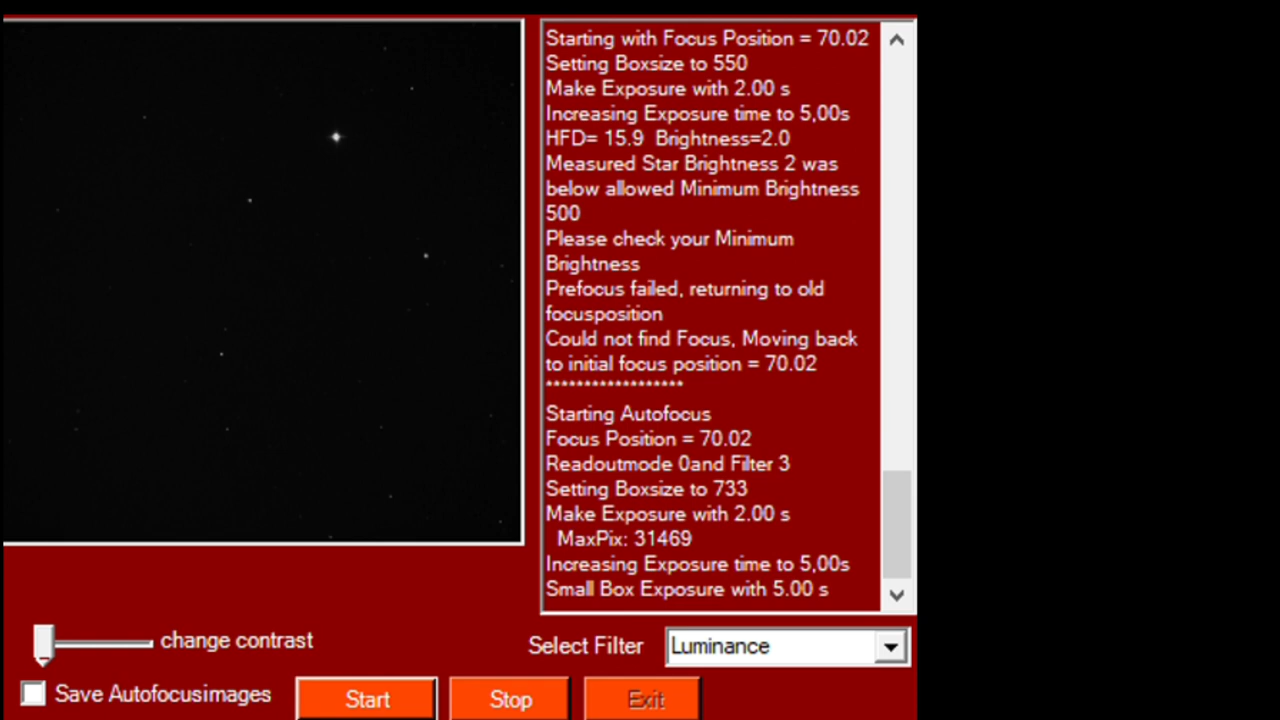 Starting with Focus Position = 70.02
Setting Boxsize to 550
Make Exposure with 2.00 s
Increasing Exposure time to 5,00s
HFD= 15.9  Brightness=2.0
Measured Star Brightness 2 was
below allowed Minimum Brightness
500
Please check your Minimum
Brightness
Prefocus failed, returning to old
focusposition
Could not find Focus, Moving back
to initial focus position = 70.02
******************
Starting Autofocus
Focus Position = 70.02
Readoutmode 0and Filter 3
Setting Boxsize to 733
Make Exposure with 2.00 s
MaxPix: 31469
Increasing Exposure time to 5,00s
Small Box Exposure with 5.00 s
change contrast
Select Filter
Luminance
Save Autofocusimages
Start
Stop
Exit